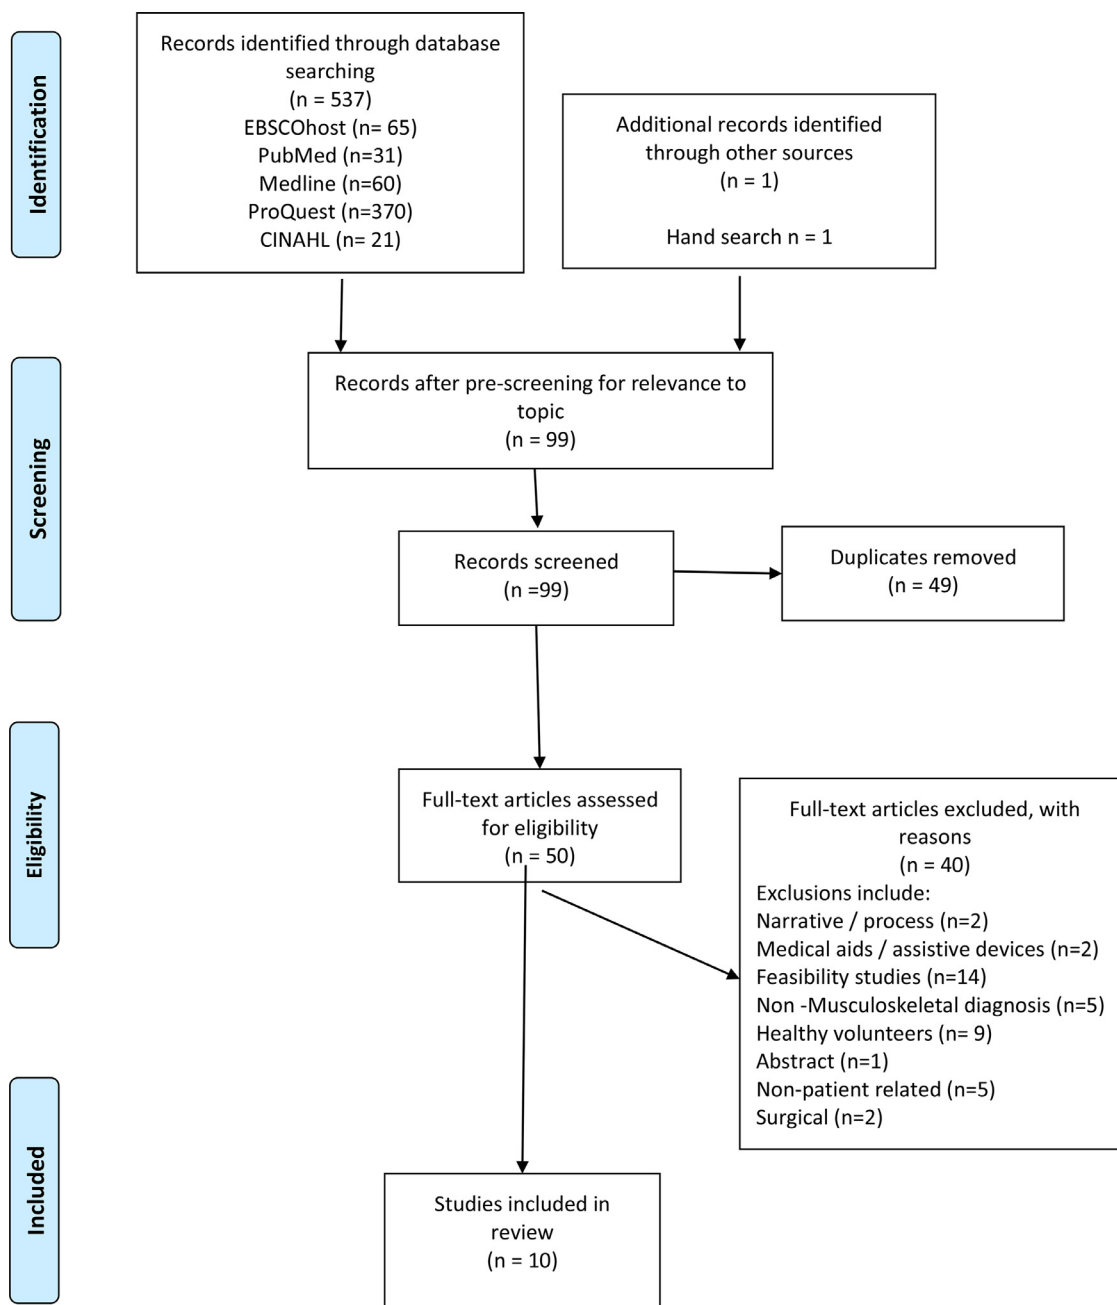 Identification
Records identified through database
searching
(n = 537)
EBSCOhost (n= 65)
PubMed (n=31)
Medline (n=60)
ProQuest (n=370)
CINAHL (n= 21)
Additional records identified
through other sources
(n = 1)
Hand search n = 1
Screening
Records after pre-screening for relevance to
topic
(n = 99)
Records screened
(n =99)
Duplicates removed
(n = 49)
Eligibility
Full-text articles assessed
for eligibility
(n = 50)
Full-text articles excluded, with
reasons
(n = 40)
Exclusions include:
Narrative / process (n=2)
Medical aids / assistive devices (n=2)
Feasibility studies (n=14)
Non -Musculoskeletal diagnosis (n=5)
Healthy volunteers (n= 9)
Abstract (n=1)
Non-patient related (n=5)
Surgical (n=2)
Included
Studies included in
review
(n = 10)